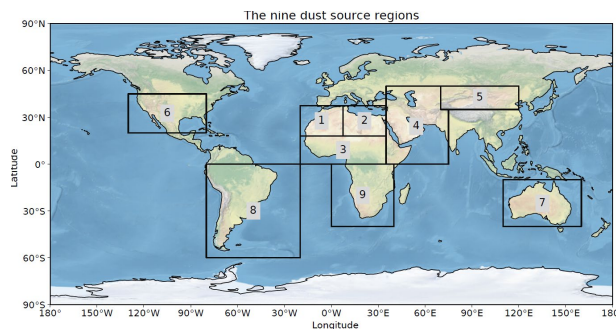 The nine dust source regions
90°N
60°N
30°N
0°
30°S
60°S
90°S
Latitude
1
2
3
4
5
6
7
8
9
180° 150°W 120°W 90°W 60°W 30°W 0° 30°E 60°E 90°E 120°E 150°E 180°
Longitude